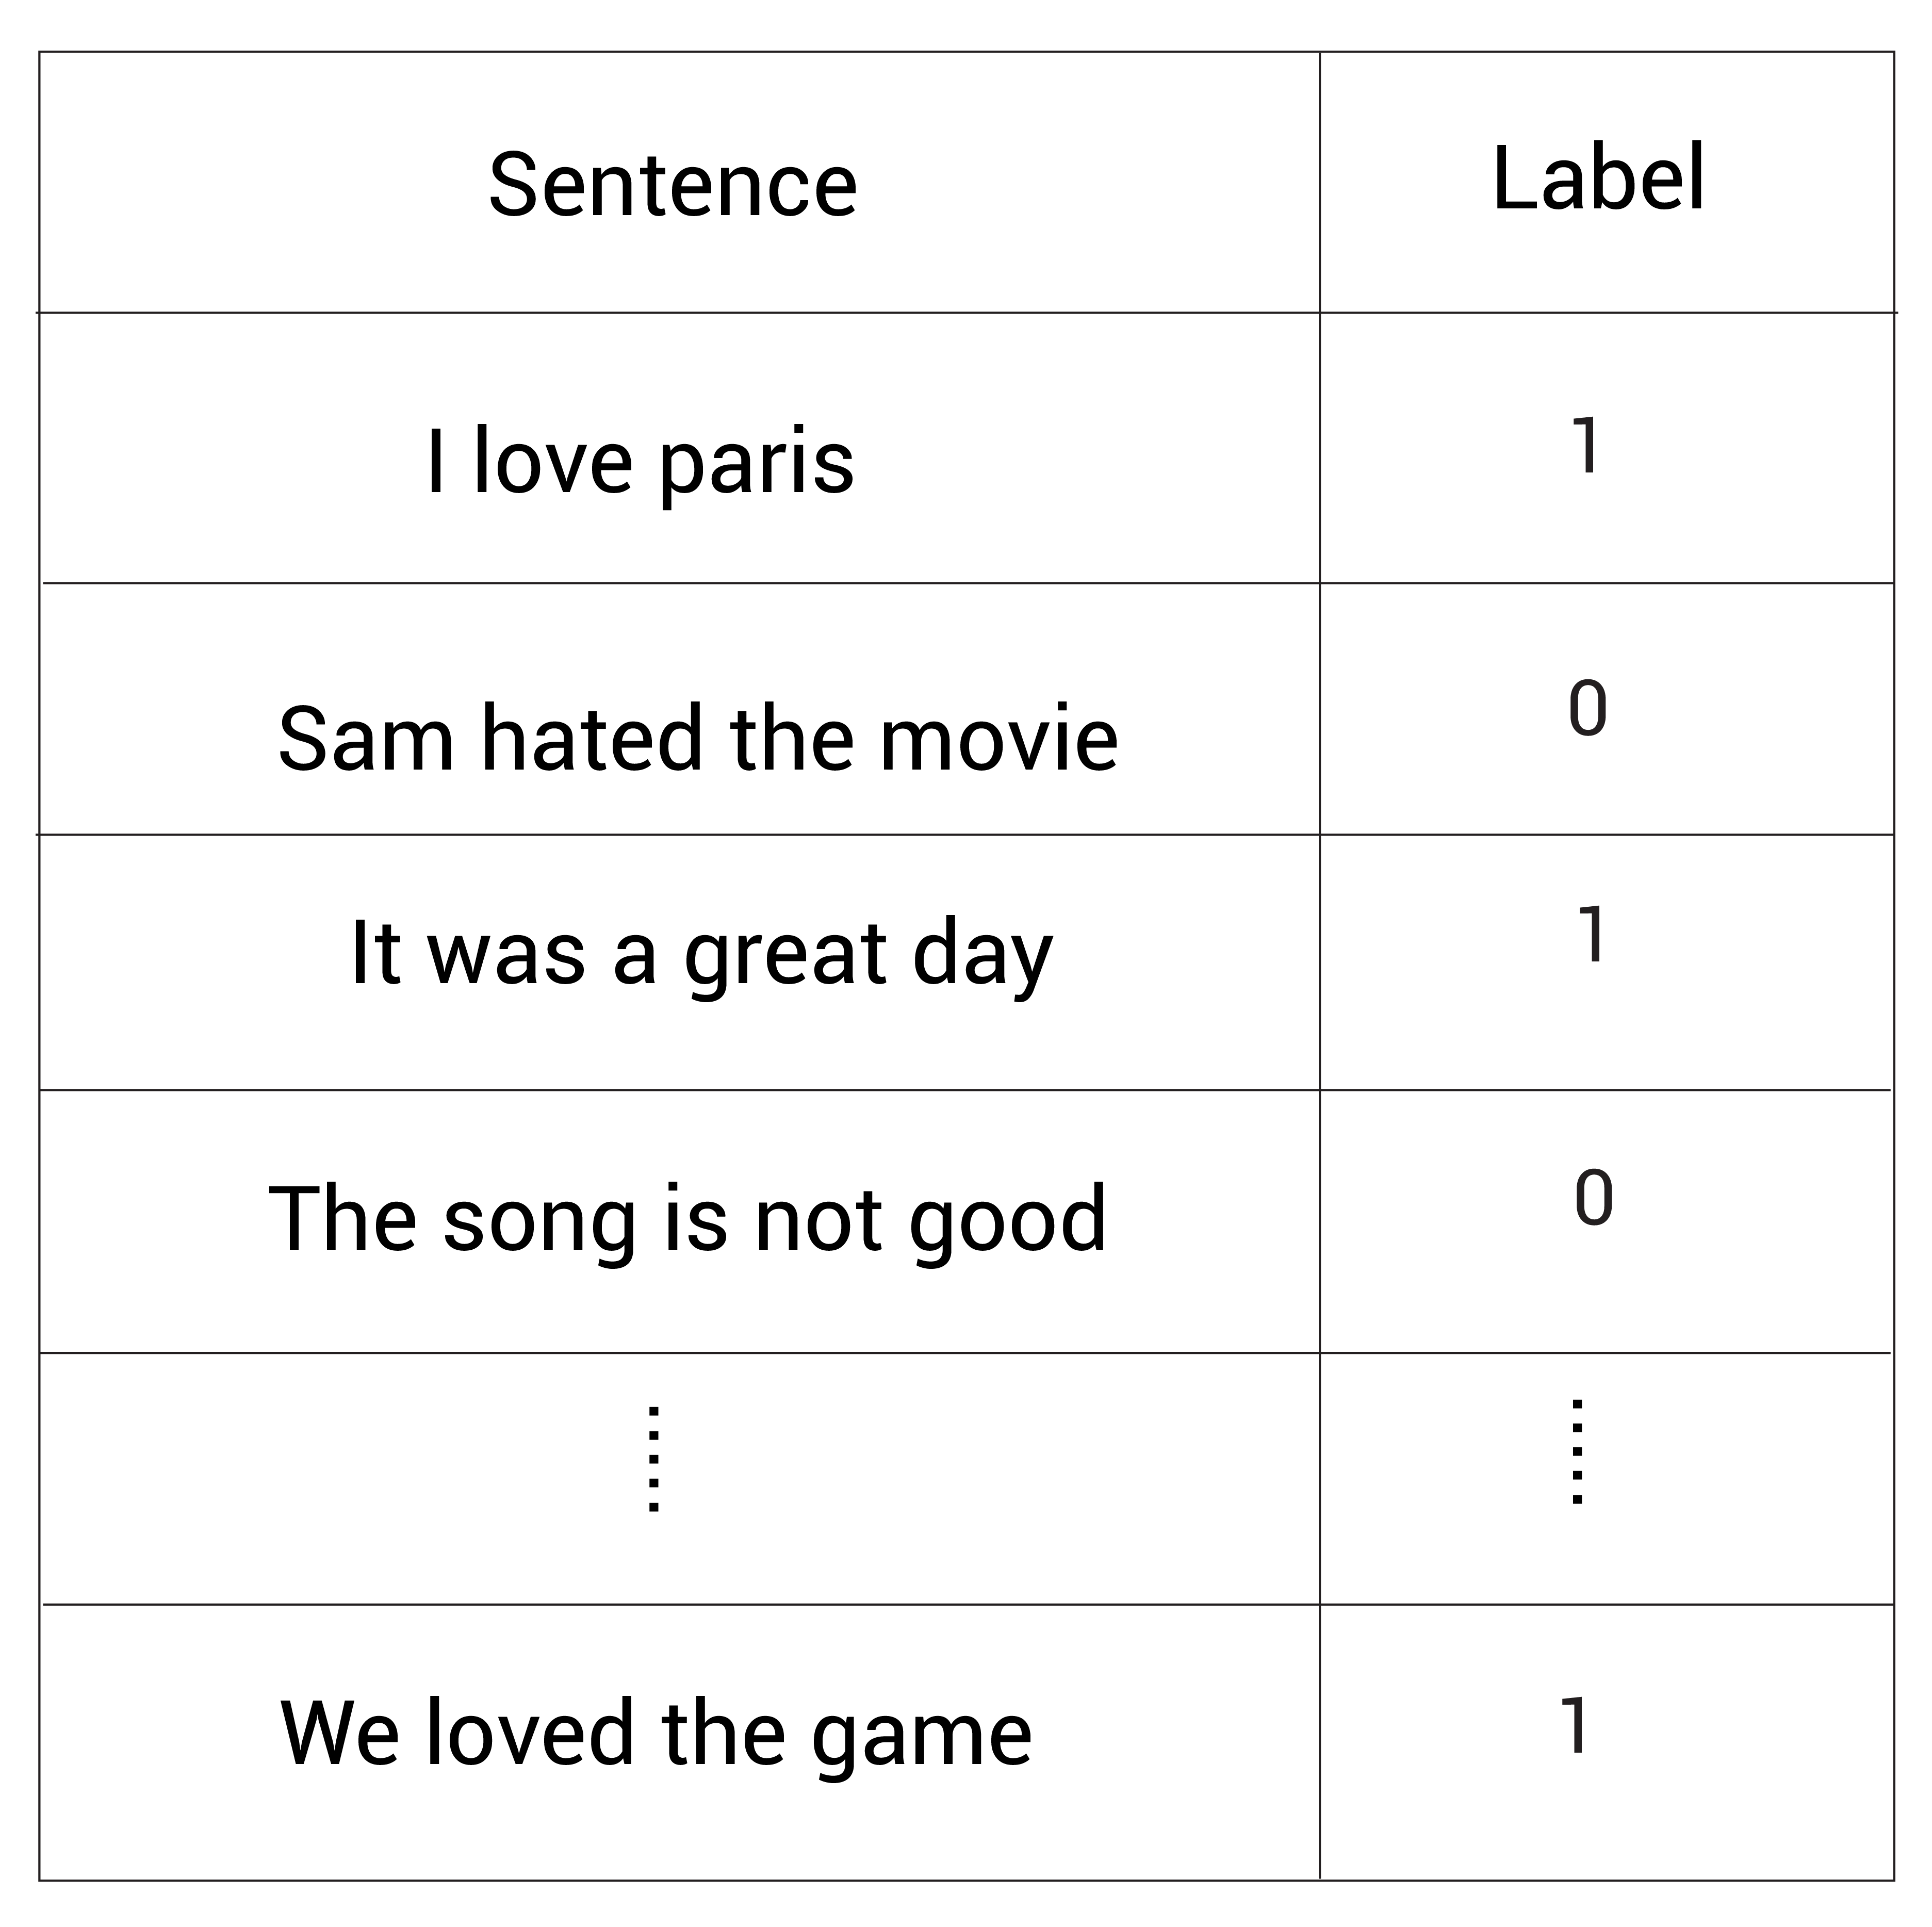 Sentence Label
I love paris 1
Sam hated the movie 0
It was a great day 1
The song is not good 0
We loved the game 1